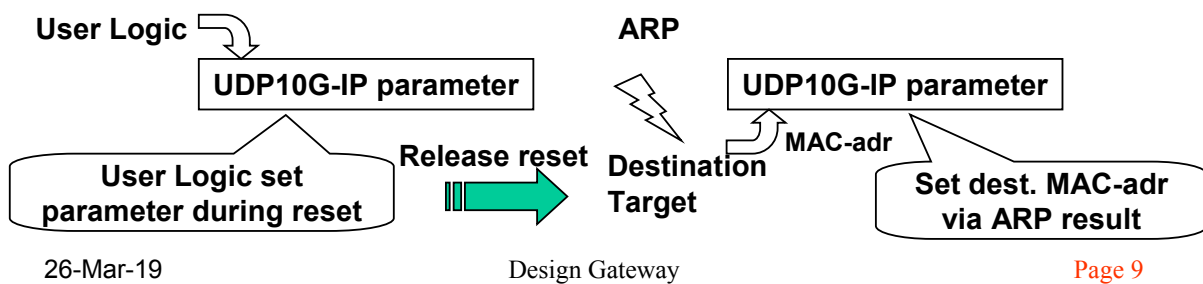 User Logic
UDP10G-IP parameter
User Logic set
parameter during reset
Release reset
ARP
Destination
Target
MAC-adr
UDP10G-IP parameter
Set dest. MAC-adr
via ARP result
26-Mar-19
Design Gateway
Page 9